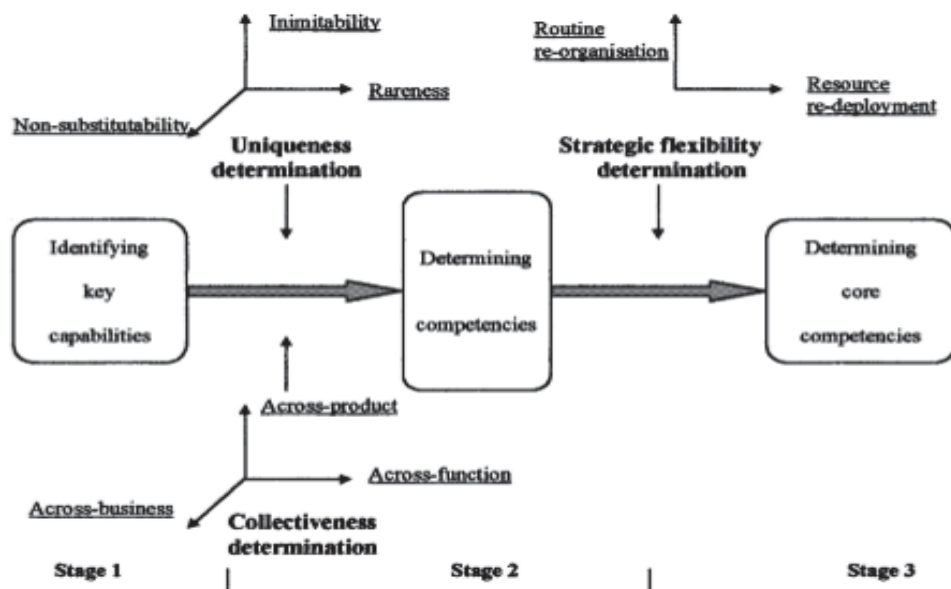 Inimitability
Rareness
Non-substitutability
Uniqueness
determination
Routine
re-organisation
Resource
re-deployment
Strategic flexibility
determination
Identifying
key
capabilities
Determining
competencies
Determining
core
competencies
Across-product
Across-function
Across-business
Collectiveness
determination
Stage 1
Stage 2
Stage 3